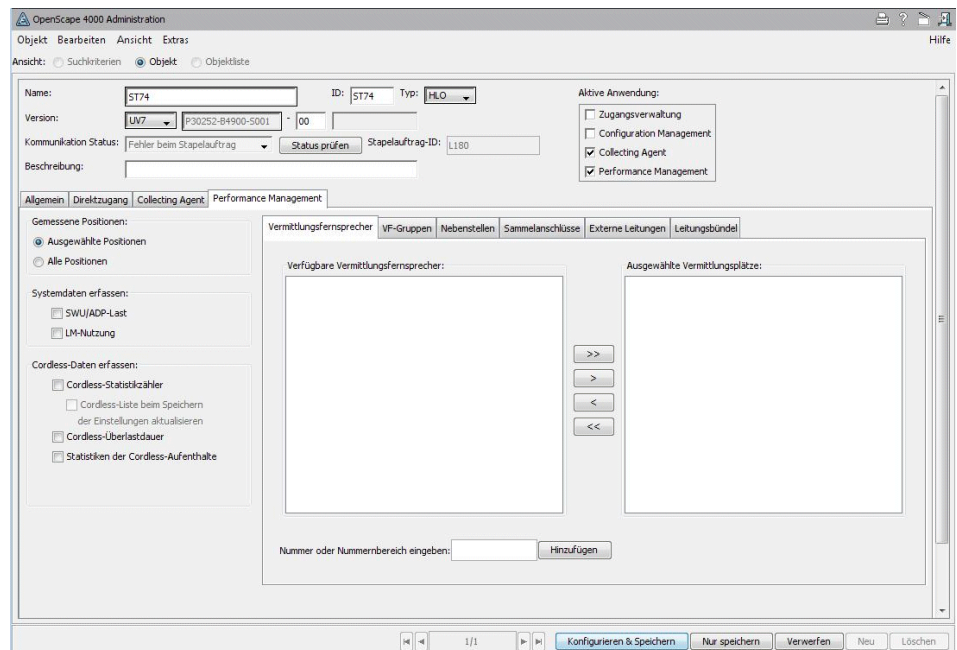 OpenScape 4000 Administration
Objekt Bearbeiten Ansicht Extras Hilfe
Ansicht: Suchkriterien Objekt Objektliste
Name: ST74 ID: ST74 Typ: HLO Aktive Anwendung:
Zugangsverwaltung
Version: UV7 P30252-B4900-S001 - 00
Configuration Management
Kommunikation Status: Fehler beim Stapelauftrag Status prüfen Stapelauftrag-ID: L180
Collecting Agent
Beschreibung:
Performance Management
Allgemein Direktzugang Collecting Agent Performance Management
Gemessene Positionen:
Ausgewählte Positionen
Alle Positionen
Systemdaten erfassen:
SWU/ADP-Last
LM-Nutzung
Cordless-Daten erfassen:
Cordless-Statistikzähler
Cordless-Liste beim Speichern
der Einstellungen aktualisieren
Cordless-Überlastdauer
Statistiken der Cordless-Aufenthalte
Vermittlungsfernsprecher VF-Gruppen Nebenstellen Sammelanschlüsse Externe Leitungen Leitungsbündel
Verfügbare Vermittlungsfernsprecher: Ausgewählte Vermittlungsplätze:
>>
>
<
<<
Nummer oder Nummernbereich eingeben: Hinzufügen
1/1 Konfigurieren & Speichern Nur speichern Verwerfen Neu Löschen